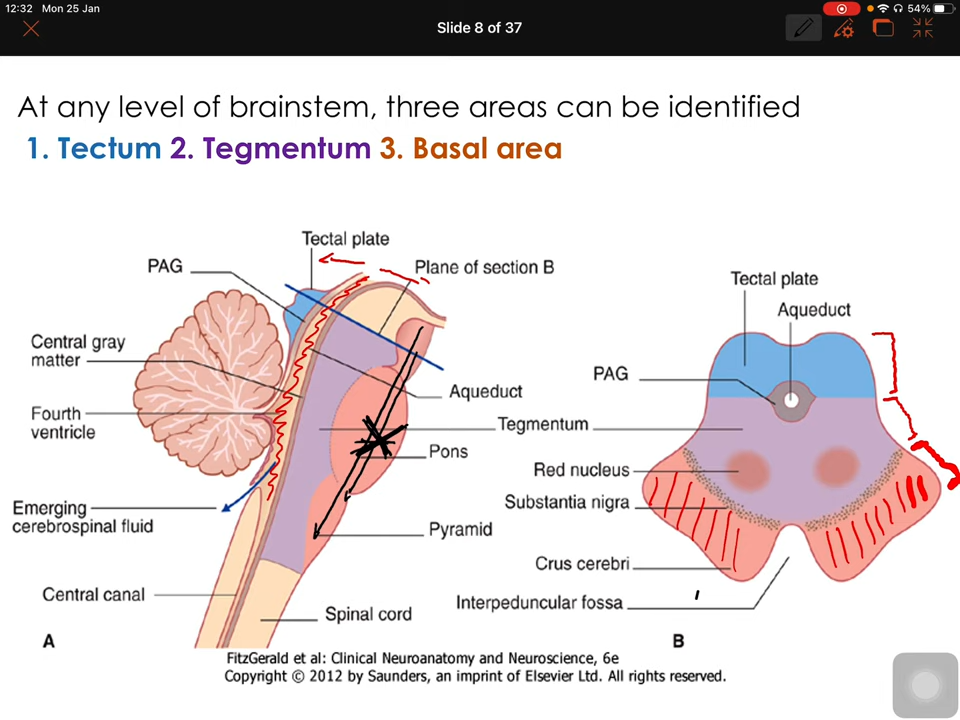 12:32 Mon 25 Jan
54%
Slide 8 of 37
At any level of brainstem, three areas can be identified
1. Tectum 2. Tegmentum 3. Basal area
Tectal plate
PAG
Plane of section B
Central gray
matter
Aqueduct
Fourth
ventricle
Tegmentum
Pons
Emerging
cerebrospinal fluid
Pyramid
Central canal
Spinal cord
A
Tectal plate
Aqueduct
PAG
Red nucleus
Substantia nigra
Crus cerebri
Interpeduncular fossa
B
FitzGerald et al: Clinical Neuroanatomy and Neuroscience, 6e
Copyright © 2012 by Saunders, an imprint of Elsevier Ltd. All rights reserved.